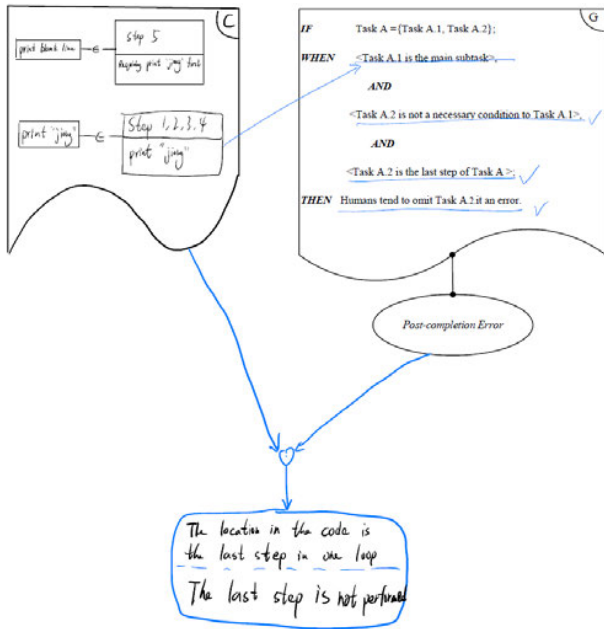 C
step 5
print blank line
Requiring print "jing" first
Step 1,2,3.4
print "jing"
print "jing"
G
IF Task A ={Task A.1, Task A.2};
WHEN <Task A.1 is the main subtask>,
AND
<Task A.2 is not a necessary condition to Task A.1>,
AND
<Task A.2 is the last step of Task A >;
THEN Humans tend to omit Task A.2 it an error.
Post-completion Error
The location in the code is
the last step in one loop
The last step is not performed